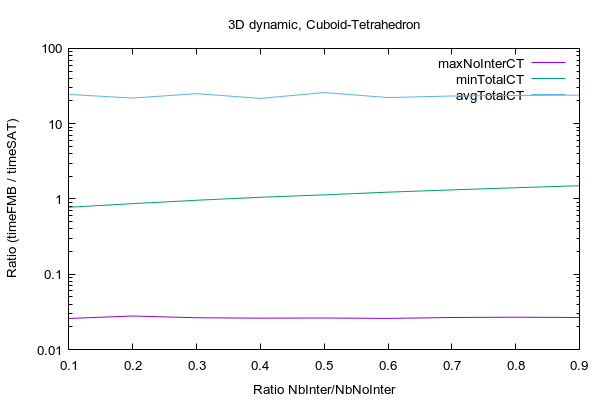 3D dynamic, Cuboid-Tetrahedron
maxNoInterCT
minTotalCT
avgTotalCT
Ratio (timeFMB / timeSAT)
100
10
1
0.1
0.01
0.1 0.2 0.3 0.4 0.5 0.6 0.7 0.8 0.9
Ratio NbInter/NbNoInter